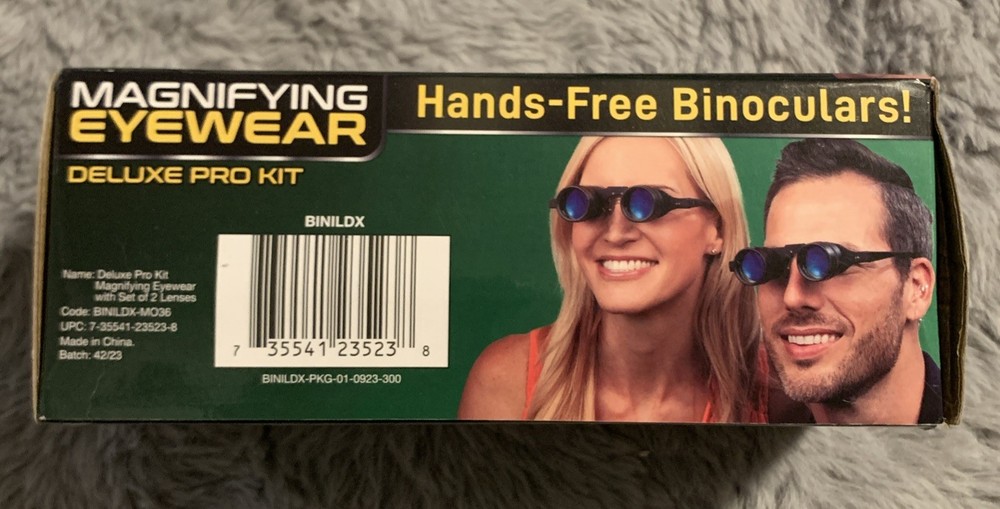 MAGNIFYING
EYEWEAR
DELUXE PRO KIT
Hands-Free Binoculars!
BINILDX
Name: Deluxe Pro Kit
Magnifying Eyewear
with Set of 2 Lenses
Code: BINILDX-MO36
UPC: 7-35541-23523-8
Made in China.
Batch: 42/23
7 35541 23523 8
BINILDX-PKG-01-0923-300